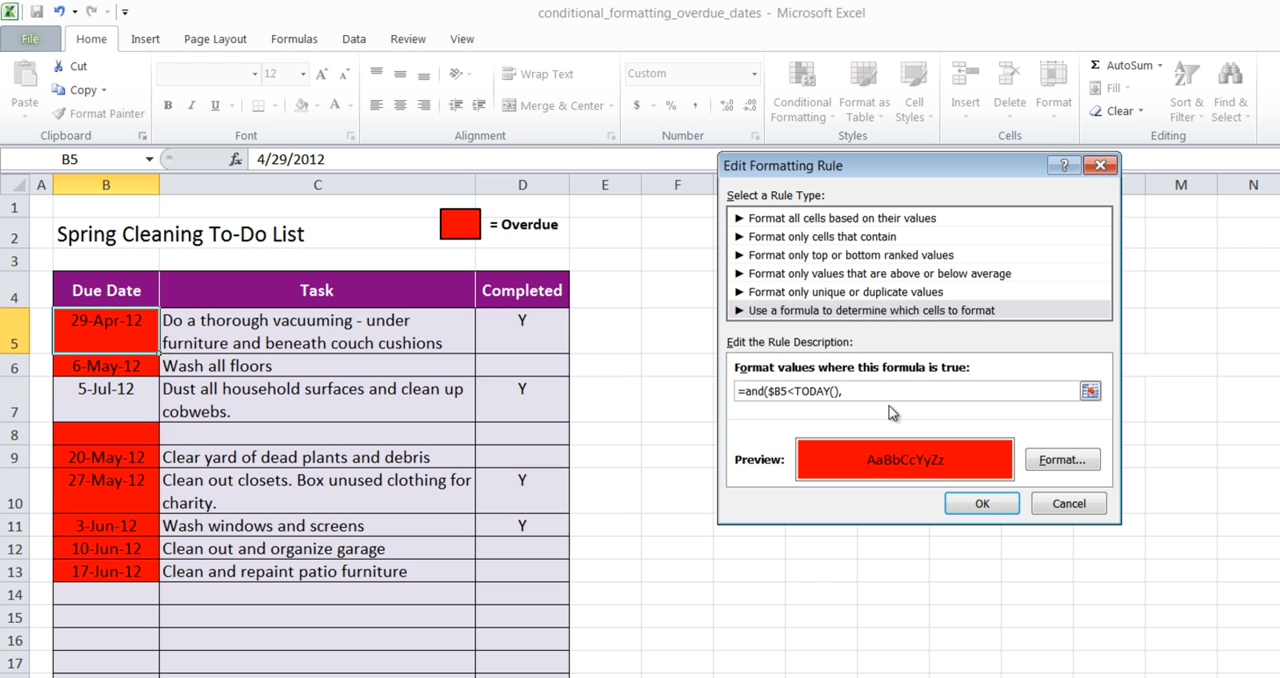 conditional_formatting_overdue_dates - Microsoft Excel
File Home Insert Page Layout Formulas Data Review View
Paste
Cut
Copy
Format Painter
12 A A
B I U A
Wrap Text
Merge & Center
Custom
$ % ,
Conditional Formatting
Format as Table
Cell Styles
Insert Delete Format
Σ AutoSum
Fill
Clear
Sort & Filter
Find & Select
Clipboard Font Alignment Number Styles Cells Editing
B5 fx 4/29/2012
A B C D E F M N
1
2 Spring Cleaning To-Do List = Overdue
3
4 Due Date Task Completed
5 29-Apr-12 Do a thorough vacuuming - under Y
furniture and beneath couch cushions
6 6-May-12 Wash all floors
7 5-Jul-12 Dust all household surfaces and clean up Y
cobwebs.
8
9 20-May-12 Clear yard of dead plants and debris
10 27-May-12 Clean out closets. Box unused clothing for Y
charity.
11 3-Jun-12 Wash windows and screens Y
12 10-Jun-12 Clean out and organize garage
13 17-Jun-12 Clean and repaint patio furniture
14
15
16
17
Edit Formatting Rule
Select a Rule Type:
► Format all cells based on their values
► Format only cells that contain
► Format only top or bottom ranked values
► Format only values that are above or below average
► Format only unique or duplicate values
► Use a formula to determine which cells to format
Edit the Rule Description:
Format values where this formula is true:
=and($B5<TODAY(),
Preview: AaBbCcYyZz Format...
OK Cancel